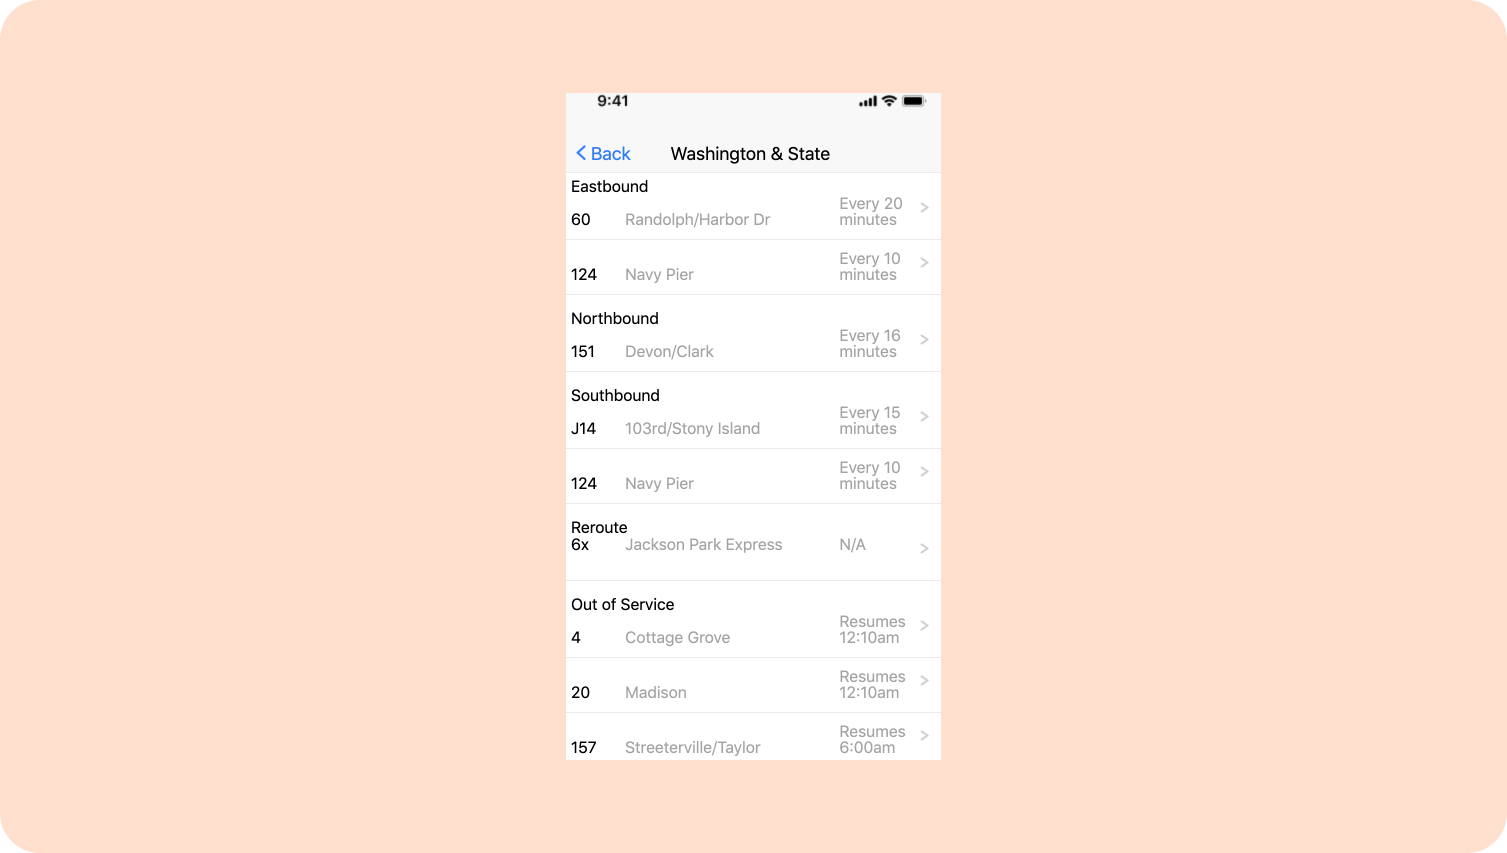 9:41
Back
Washington & State
Eastbound
60 Randolph/Harbor Dr Every 20
minutes
124 Navy Pier Every 10
minutes
Northbound
151 Devon/Clark Every 16
minutes
Southbound
J14 103rd/Stony Island Every 15
minutes
124 Navy Pier Every 10
minutes
Reroute
6x Jackson Park Express N/A
Out of Service
4 Cottage Grove Resumes
12:10am
20 Madison Resumes
12:10am
157 Streeterville/Taylor Resumes
6:00am